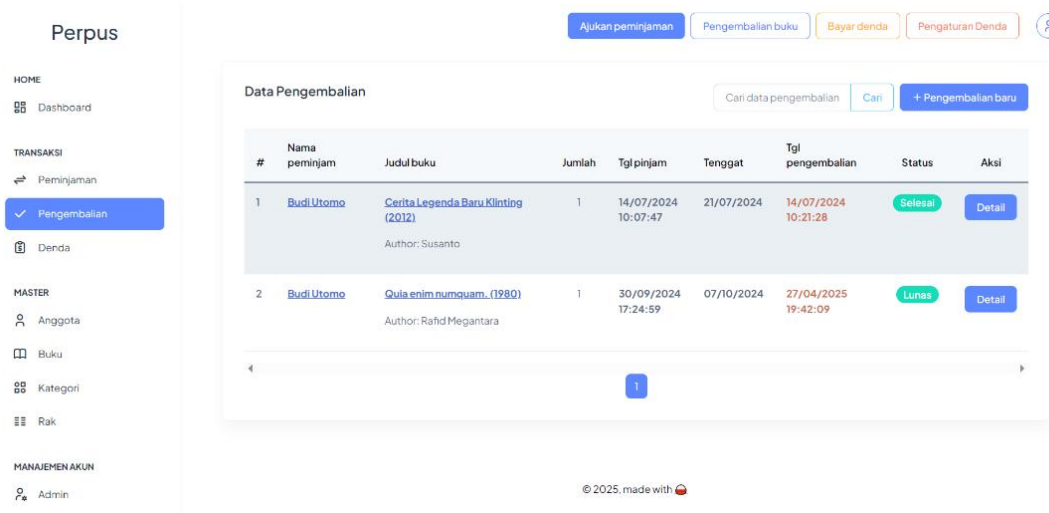 Perpus
Ajukan peminjaman
Pengembalian buku
Bayar denda
Pengaturan Denda
HOME
Dashboard
TRANSAKSI
Peminjaman
Pengembalian
Denda
MASTER
Anggota
Buku
Kategori
Rak
MANAJEMEN AKUN
Admin
Data Pengembalian
Cari data pengembalian
Cari
+ Pengembalian baru
# Nama peminjam Judul buku Jumlah Tgl pinjam Tenggat Tgl pengembalian Status Aksi
1 Budi Utomo Cerita Legenda Baru Klinting 1 14/07/2024 21/07/2024 14/07/2024 Selesai Detail
(2012) 10:07:47 10:21:28
Author: Susanto
2 Budi Utomo Quia enim numquam. (1980) 1 30/09/2024 07/10/2024 27/04/2025 Lunas Detail
Author: Rafid Megantara 17:24:59 19:42:09
1
© 2025, made with